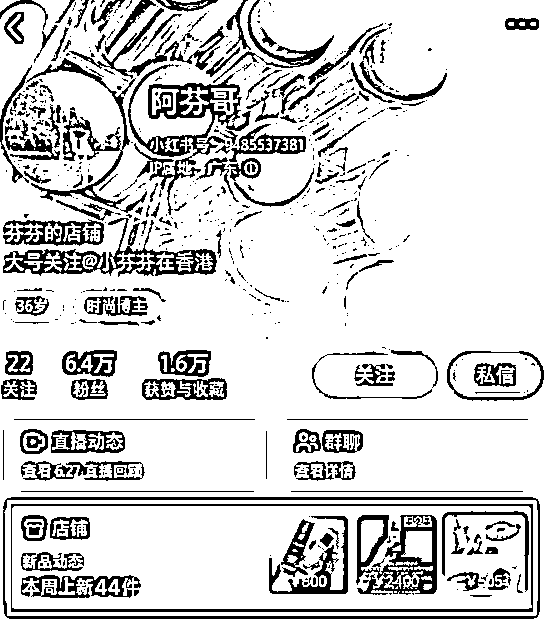 阿芬哥
小红书号：9485537381
IP属地：广东
芬芬的店铺
大号关注@小芬芬在香港
36岁
时尚博主
22
关注
6.4万
粉丝
1.6万
获赞与收藏
关注
私信
直播动态
查看6.27直播回顾
群聊
查看详情
店铺
新品动态
本周上新44件
¥800
¥2400